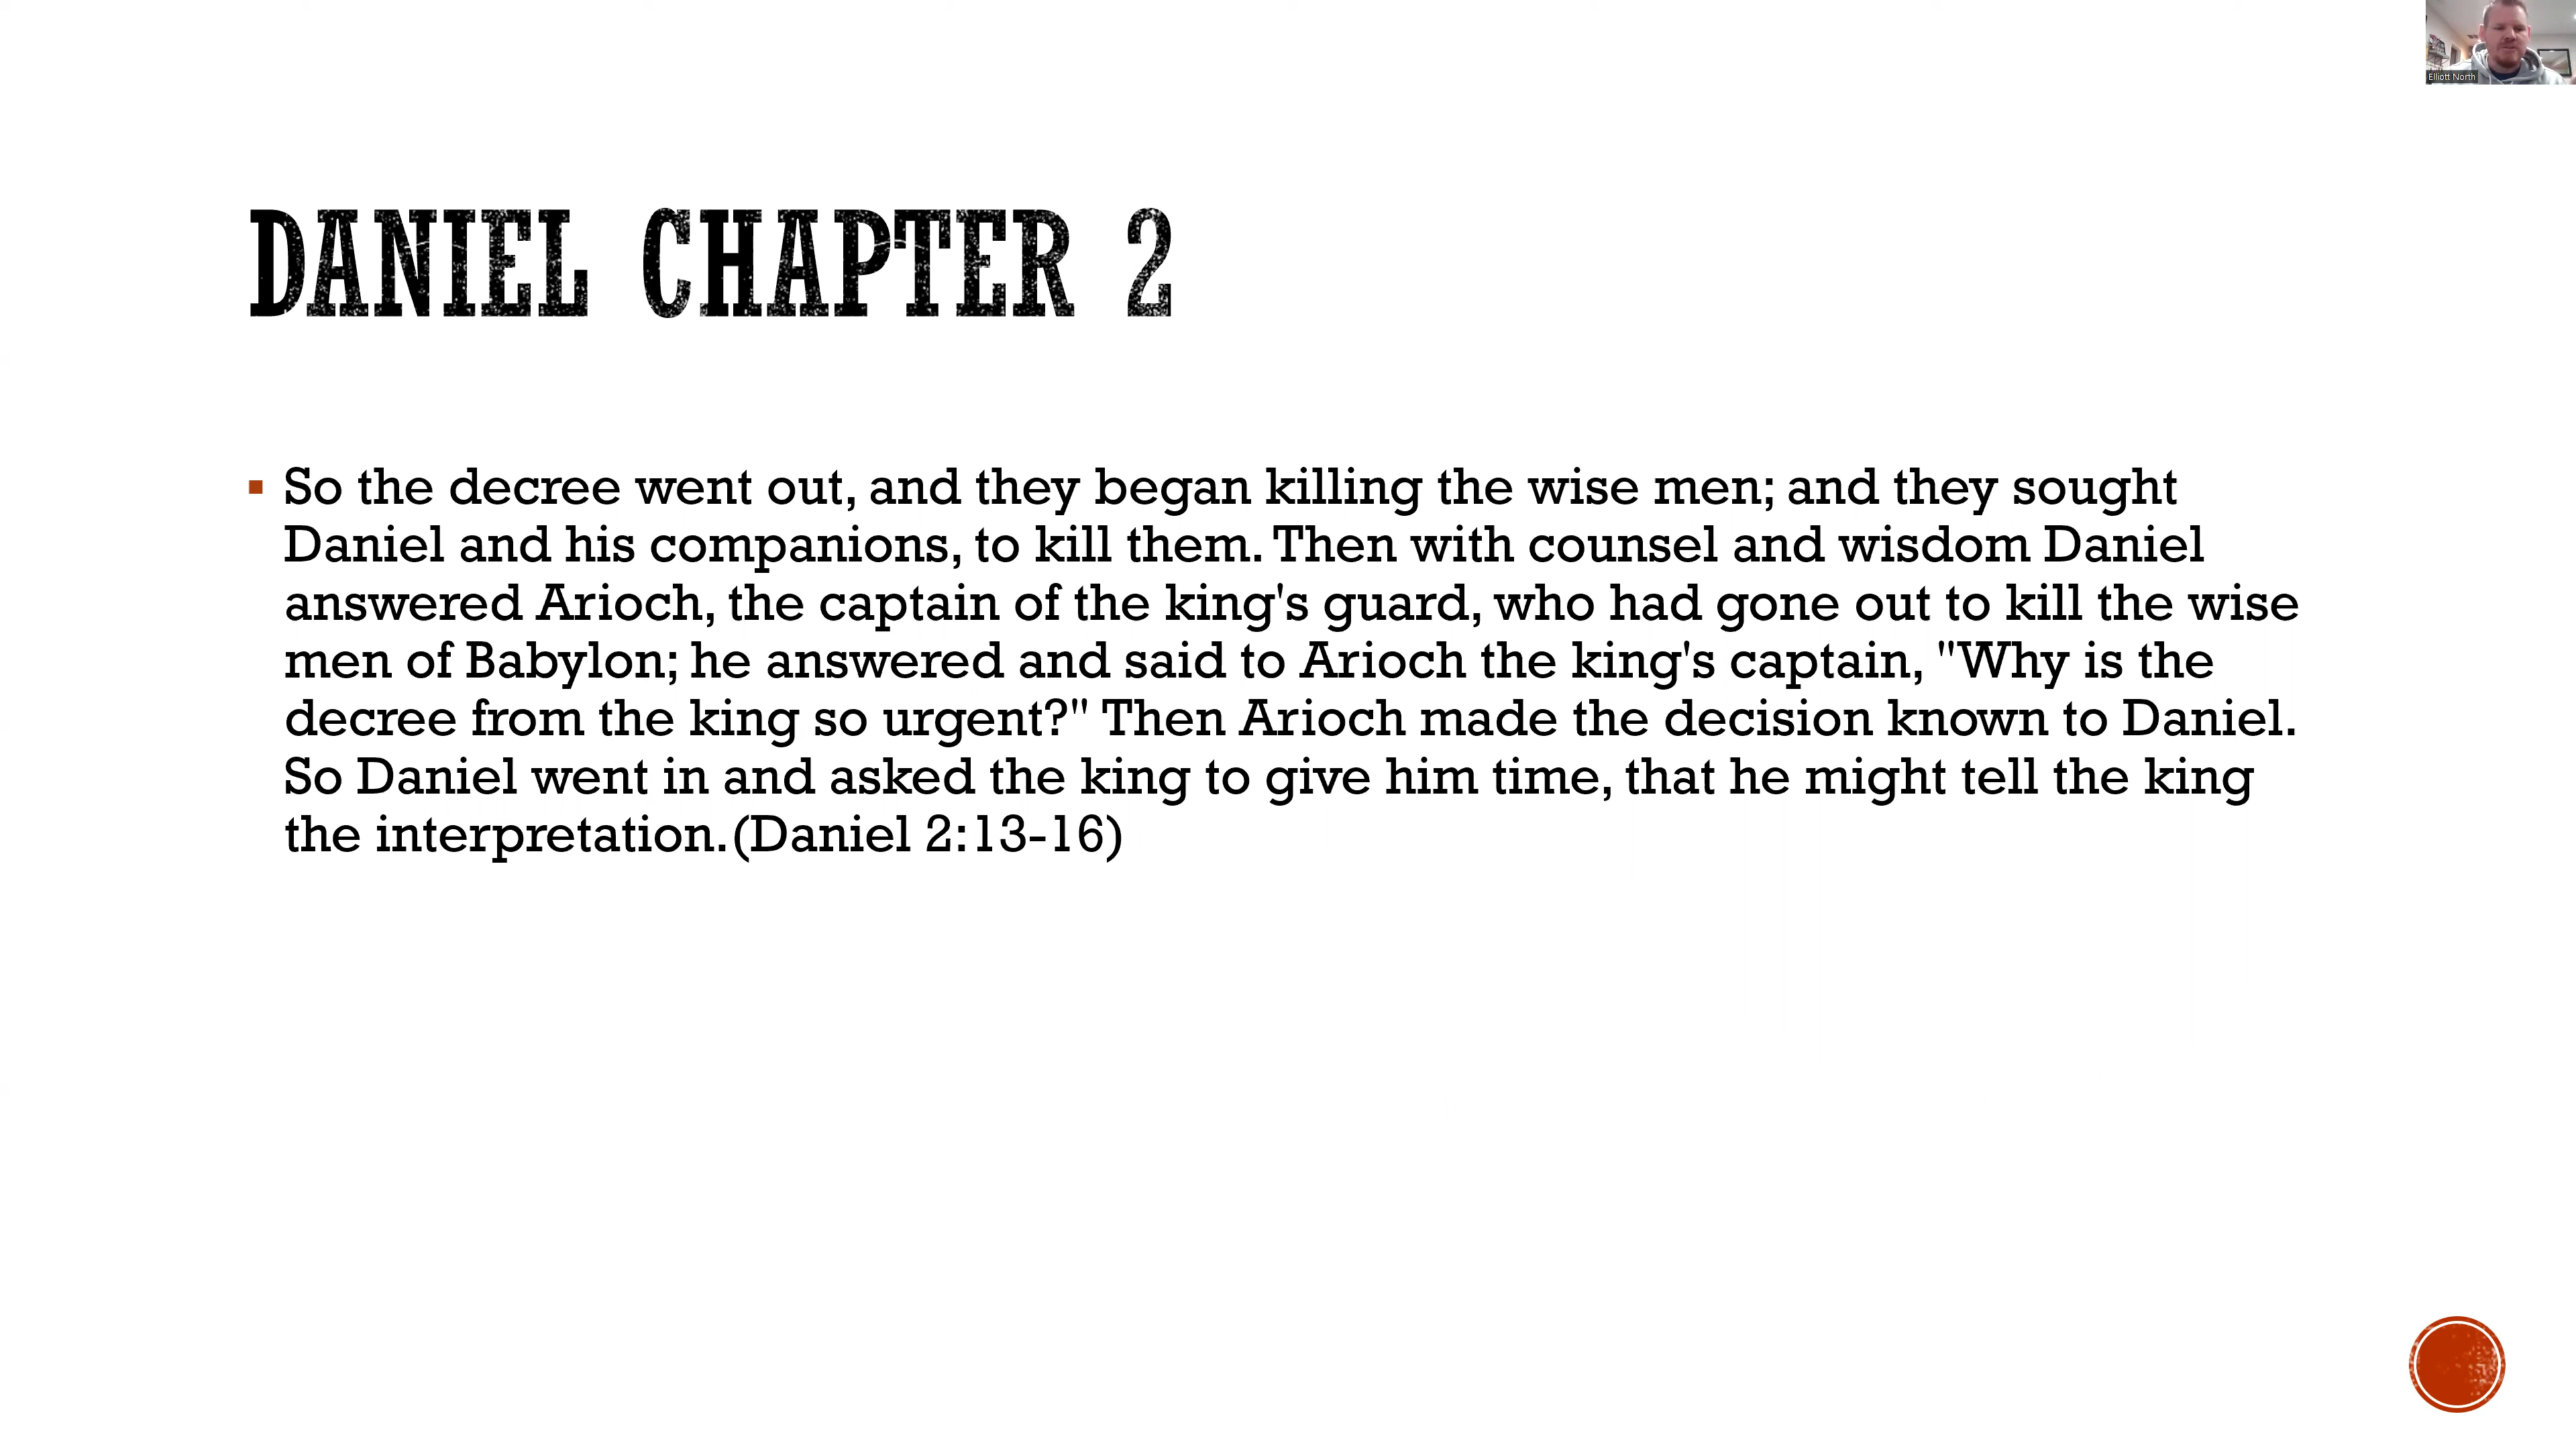 Elliott North
DANIEL CHAPTER 2
So the decree went out, and they began killing the wise men; and they sought
Daniel and his companions, to kill them. Then with counsel and wisdom Daniel
answered Arioch, the captain of the king's guard, who had gone out to kill the wise
men of Babylon; he answered and said to Arioch the king's captain, "Why is the
decree from the king so urgent?" Then Arioch made the decision known to Daniel.
So Daniel went in and asked the king to give him time, that he might tell the king
the interpretation.(Daniel 2:13-16)